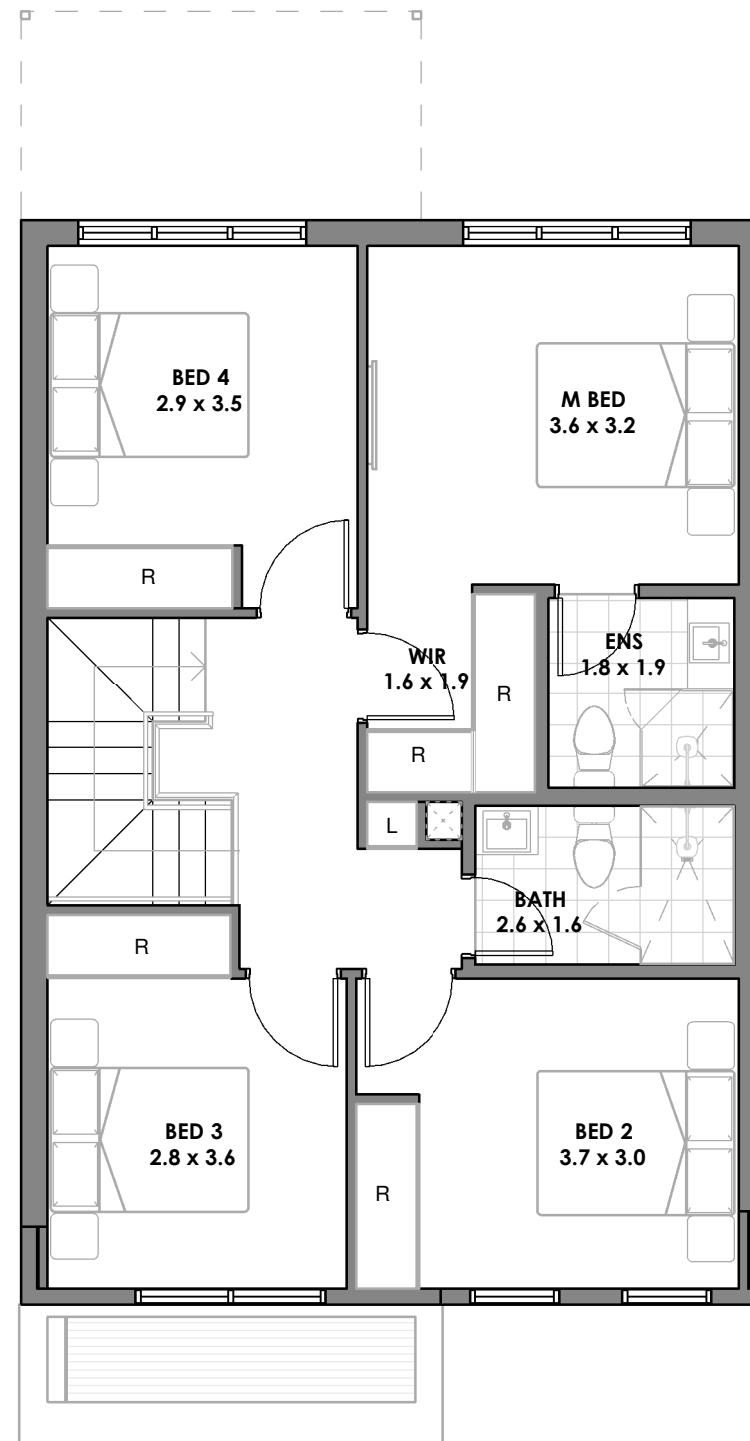 BED 4
2.9 x 3.5
M BED
3.6 x 3.2
R
WIR
1.6 x 1.9
R
ENS
1.8 x 1.9
R
L
BATH
2.6 x 1.6
R
BED 3
2.8 x 3.6
BED 2
3.7 x 3.0
R